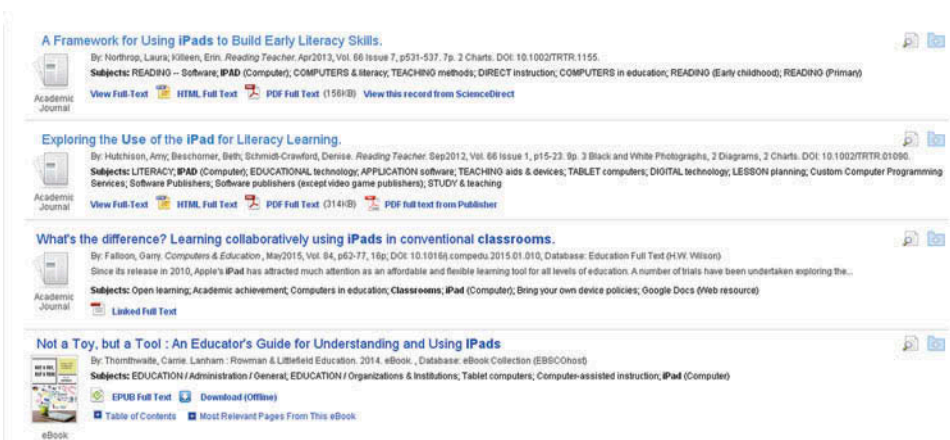 A Framework for Using iPads to Build Early Literacy Skills.
By: Northrop, Laura; Killeen, Erin. Reading Teacher. Apr2013, Vol. 66 Issue 7, p531-537. 7p. 2 Charts. DOI: 10.1002/TRTR.1155.
Subjects: READING -- Software; IPAD (Computer); COMPUTERS & literacy; TEACHING methods; DIRECT instruction; COMPUTERS in education; READING (Early childhood); READING (Primary)
Academic
Journal
View Full-Text HTML Full Text PDF Full Text (156KB) View this record from ScienceDirect
Exploring the Use of the iPad for Literacy Learning.
By: Hutchison, Amy; Beschorner, Beth; Schmidt-Crawford, Denise. Reading Teacher. Sep2012, Vol. 66 Issue 1, p15-23. 9p. 3 Black and White Photographs, 2 Diagrams, 2 Charts. DOI: 10.1002/TRTR.01090.
Subjects: LITERACY; IPAD (Computer); EDUCATIONAL technology; APPLICATION software; TEACHING aids & devices; TABLET computers; DIGITAL technology; LESSON planning; Custom Computer Programming
Services; Software Publishers; Software publishers (except video game publishers); STUDY & teaching
Academic
Journal
View Full-Text HTML Full Text PDF Full Text (314KB) PDF full text from Publisher
What's the difference? Learning collaboratively using iPads in conventional classrooms.
By: Falloon, Garry. Computers & Education, May2015, Vol. 84, p62-77, 16p; DOI: 10.1016/j.compedu.2015.01.010, Database: Education Full Text (H.W. Wilson)
Since its release in 2010, Apple's iPad has attracted much attention as an affordable and flexible learning tool for all levels of education. A number of trials have been undertaken exploring the...
Subjects: Open learning; Academic achievement; Computers in education; Classrooms; iPad (Computer); Bring your own device policies; Google Docs (Web resource)
Academic
Journal
Linked Full Text
Not a Toy, but a Tool : An Educator's Guide for Understanding and Using IPads
By: Thornthwaite, Carrie. Lanham : Rowman & Littlefield Education. 2014. eBook. , Database: eBook Collection (EBSCOhost)
Subjects: EDUCATION / Administration / General; EDUCATION / Organizations & Institutions; Tablet computers; Computer-assisted instruction; iPad (Computer)
EPUB Full Text Download (Offline)
Table of Contents Most Relevant Pages From This eBook
eBook